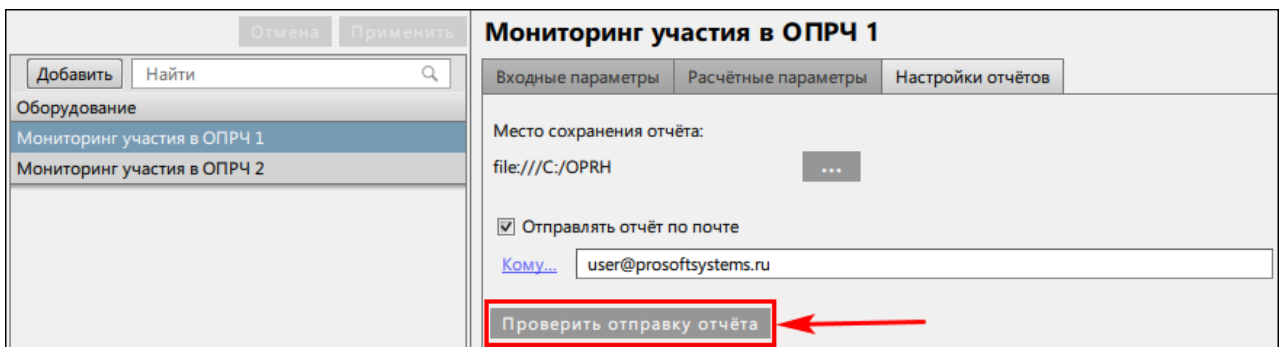 Отмена Применить
Добавить Найти
Оборудование
Мониторинг участия в ОПРЧ 1
Мониторинг участия в ОПРЧ 2
Мониторинг участия в ОПРЧ 1
Входные параметры Расчётные параметры Настройки отчётов
Место сохранения отчёта:
file:///C:/OPRH ...
Отправлять отчёт по почте
Кому... user@prosoftsystems.ru
Проверить отправку отчёта